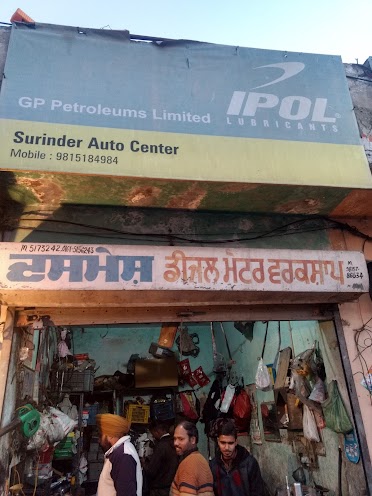 IPOL
LUBRICANTS
GP Petroleums Limited
Surinder Auto Center
Mobile : 9815184984
ਦਸਮੇਸ਼ ਡੀਜ਼ਲ ਮੋਟਰ ਵਰਕਸ਼ਾਪ